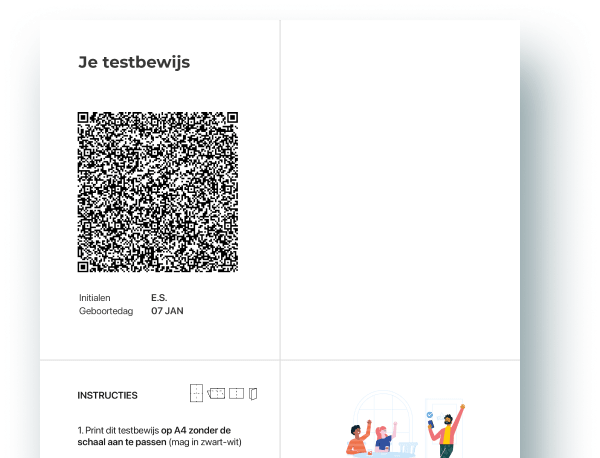 Je testbewijs
Initialen E.S.
Geboortedag 07 JAN
INSTRUCTIES
1. Print dit testbewijs op A4 zonder de
schaal aan te passen (mag in zwart-wit)